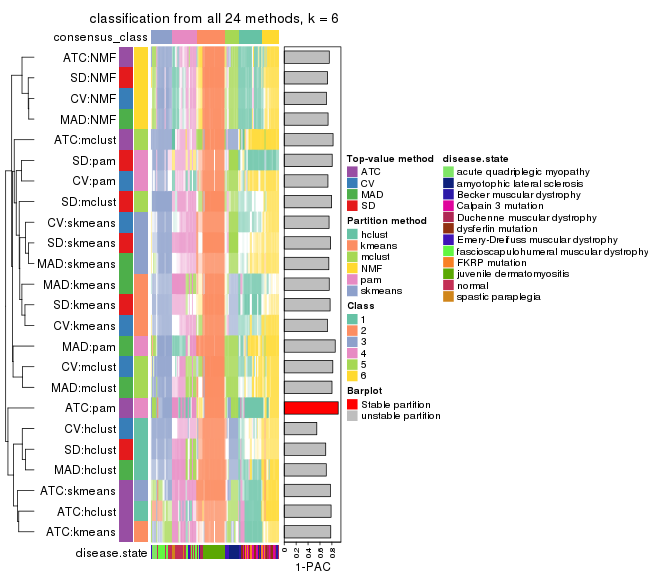 classification from all 24 methods, k = 6
consensus_class
ATC:NMF
SD:NMF
CV:NMF
MAD:NMF
ATC:mclust
SD:pam
CV:pam
SD:mclust
CV:skmeans
SD:skmeans
MAD:skmeans
MAD:kmeans
SD:kmeans
CV:kmeans
MAD:pam
CV:mclust
MAD:mclust
ATC:pam
CV:hclust
SD:hclust
MAD:hclust
ATC:skmeans
ATC:hclust
ATC:kmeans
disease.state
0 0.2 0.4 0.6 0.8
1-PAC
Top-value method
ATC
CV
MAD
SD
Partition method
hclust
kmeans
mclust
NMF
pam
skmeans
Class
1
2
3
4
5
6
Barplot
Stable partition
unstable partition
disease.state
acute quadriplegic myopathy
amyotophic lateral sclerosis
Becker muscular dystrophy
Calpain 3 mutation
Duchenne muscular dystrophy
dysferlin mutation
Emery-Dreifuss muscular dystrophy
fascioscapulohumeral muscular dystrophy
FKRP mutation
juvenile dermatomyositis
normal
spastic paraplegia